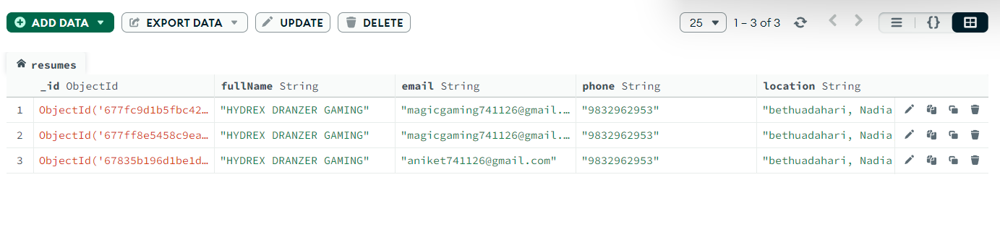 ADD DATA EXPORT DATA UPDATE DELETE 25 1 – 3 of 3 {}
resumes
_id ObjectId fullName String email String phone String location String
1 ObjectId('677fc9d1b5fbc42… "HYDREX DRANZER GAMING" "magicgaming741126@gmail.… "9832962953" "bethuadahari, Nadia
2 ObjectId('677ff8e5458c9ea… "HYDREX DRANZER GAMING" "magicgaming741126@gmail.… "9832962953" "bethuadahari, Nadia
3 ObjectId('67835b196d1be1d… "HYDREX DRANZER GAMING" "aniket741126@gmail.com" "9832962953" "bethuadahari, Nadia